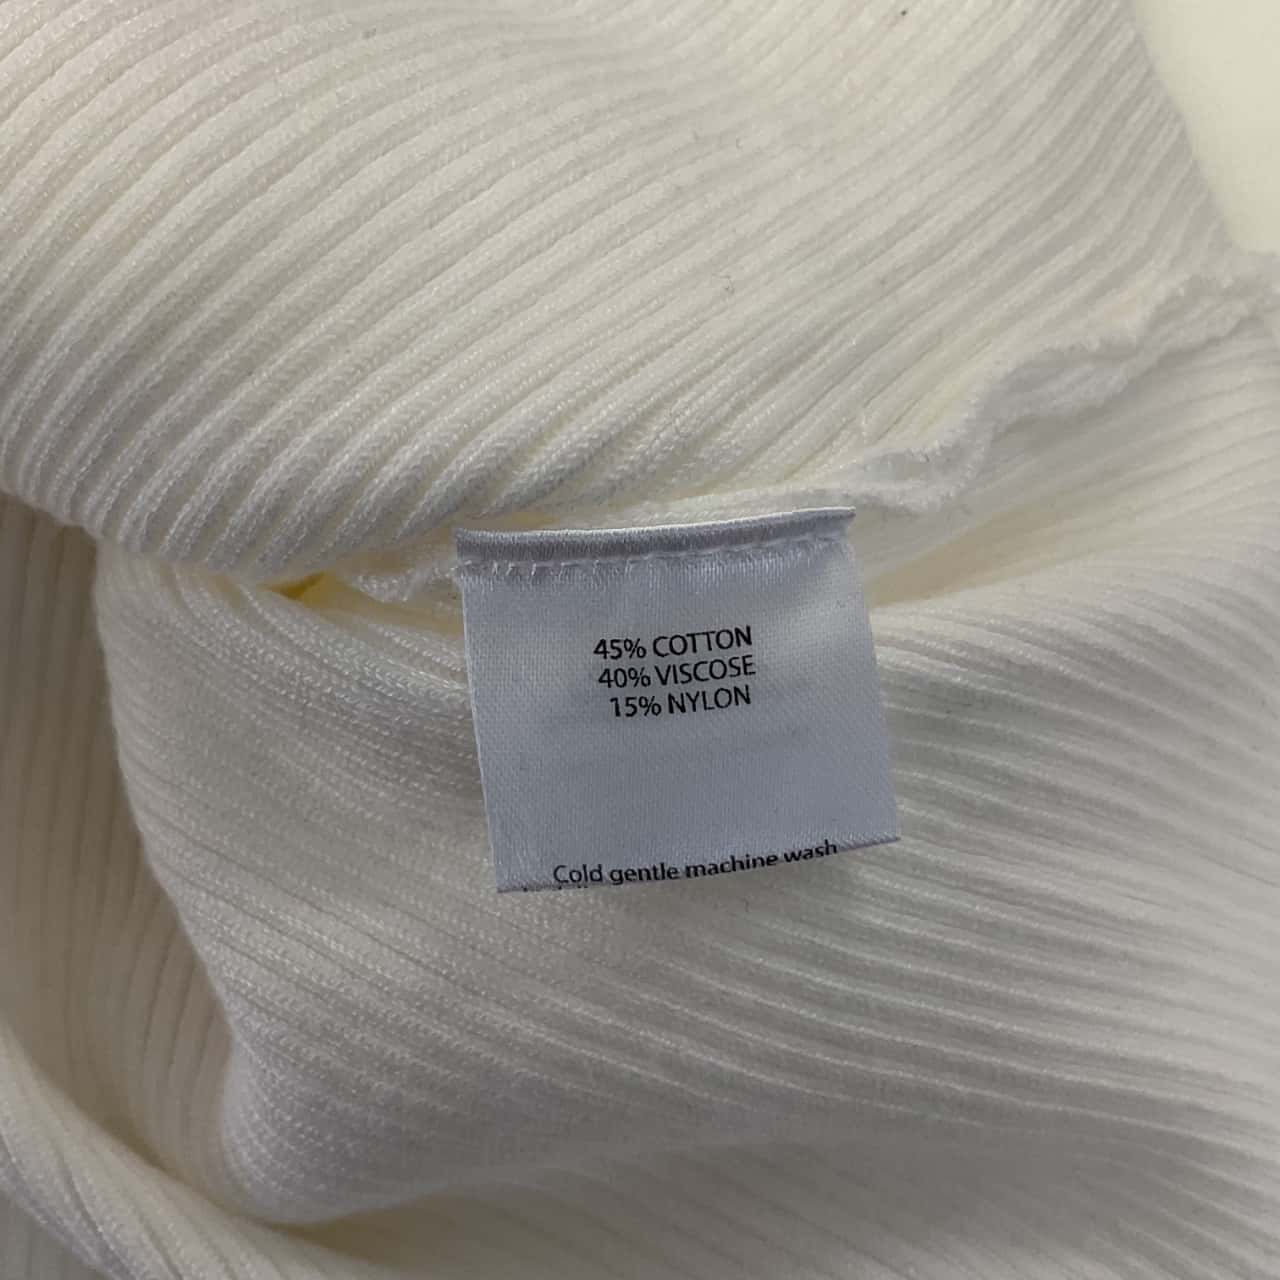 45% COTTON
40% VISCOSE
15% NYLON
Cold gentle machine wash